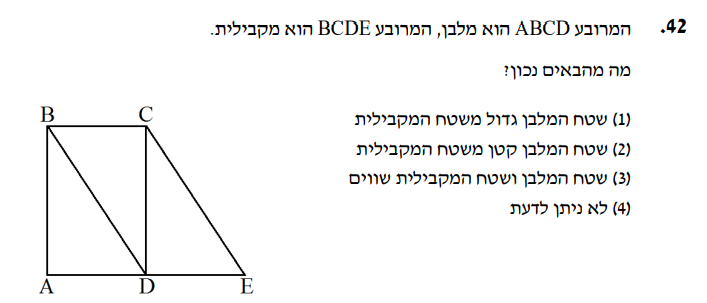 42. המרובע ABCD הוא מלבן, המרובע BCDE הוא מקבילית.
מה מהבאים נכון?
(1) שטח המלבן גדול משטח המקבילית
(2) שטח המלבן קטן משטח המקבילית
(3) שטח המלבן ושטח המקבילית שווים
(4) לא ניתן לדעת
B C
A D E